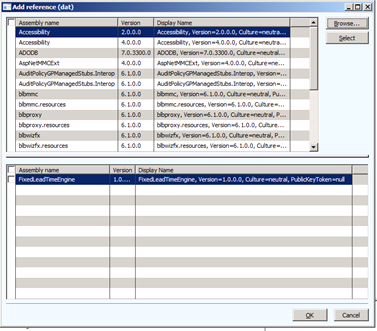 Add reference (dat)
Assembly name Version Display Name
Accessibility 2.0.0.0 Accessibility, Version=2.0.0.0, Culture=neutra...
Accessibility 4.0.0.0 Accessibility, Version=4.0.0.0, Culture=neutra...
ADODB 7.0.3300.0 ADODB, Version=7.0.3300.0, Culture=neutral,...
AspNetMMCExt 4.0.0.0 AspNetMMCExt, Version=4.0.0.0, Culture=neu...
AuditPolicyGPManagedStubs.Interop 6.1.0.0 AuditPolicyGPManagedStubs.Interop, Version=...
AuditPolicyGPManagedStubs.Interop 6.1.0.0 AuditPolicyGPManagedStubs.Interop, Version=...
blbmmc 6.1.0.0 blbmmc, Version=6.1.0.0, Culture=neutral, Pu...
blbmmc.resources 6.1.0.0 blbmmc.resources, Version=6.1.0.0, Culture=e...
blbproxy 6.1.0.0 blbproxy, Version=6.1.0.0, Culture=neutral, P...
blbproxy.resources 6.1.0.0 blbproxy.resources, Version=6.1.0.0, Culture=...
blbwizfx 6.1.0.0 blbwizfx, Version=6.1.0.0, Culture=neutral, P...
blbwizfx.resources 6.1.0.0 blbwizfx.resources, Version=6.1.0.0, Culture=...
Browse...
Select
Assembly name Version Display Name
FixedLeadTimeEngine 1.0.... FixedLeadTimeEngine, Version=1.0.0.0, Culture=neutral, PublicKeyToken=null
OK Cancel